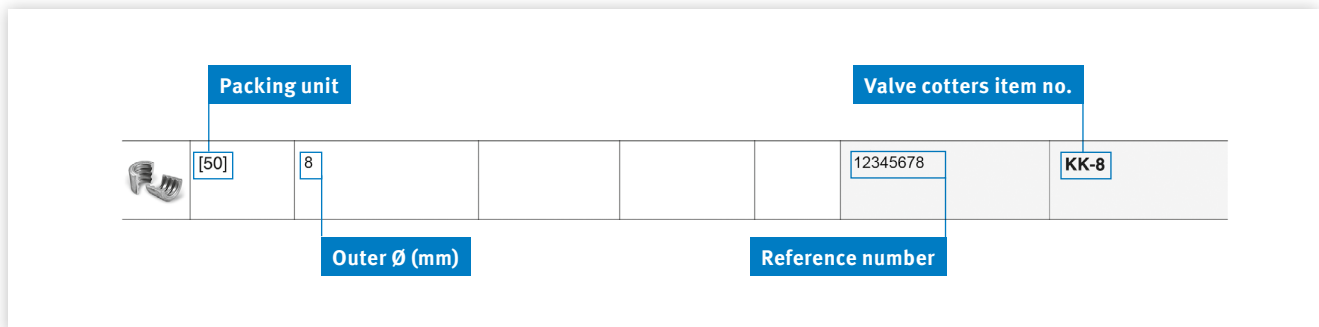 Packing unit
Valve cotters item no.
[50] 8 12345678 KK-8
Outer Ø (mm)
Reference number